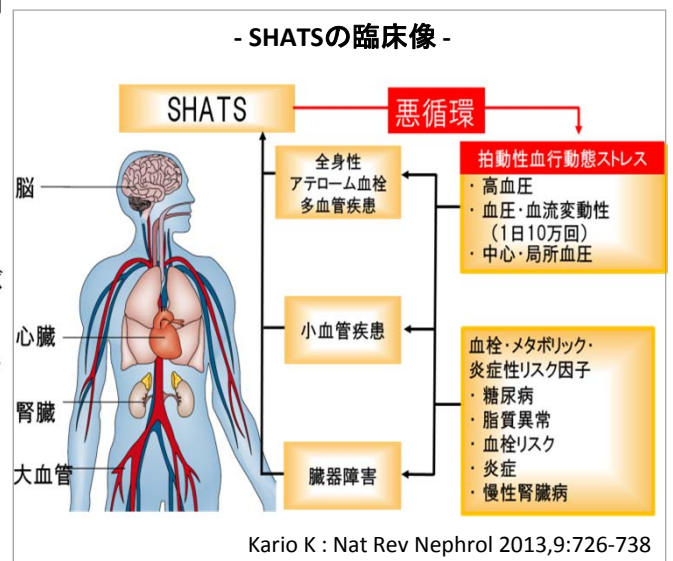 - SHATSの臨床像 -
SHATS
悪循環
全身性
アテローム血栓
多血管疾患
拍動性血行動態ストレス
・ 高血圧
・ 血圧・血流変動性
（1日10万回）
・ 中心・局所血圧
脳
心臓
腎臓
大血管
小血管疾患
臓器障害
血栓・メタボリック・
炎症性リスク因子
・ 糖尿病
・ 脂質異常
・ 血栓リスク
・ 炎症
・ 慢性腎臓病
Kario K : Nat Rev Nephrol 2013,9:726-738